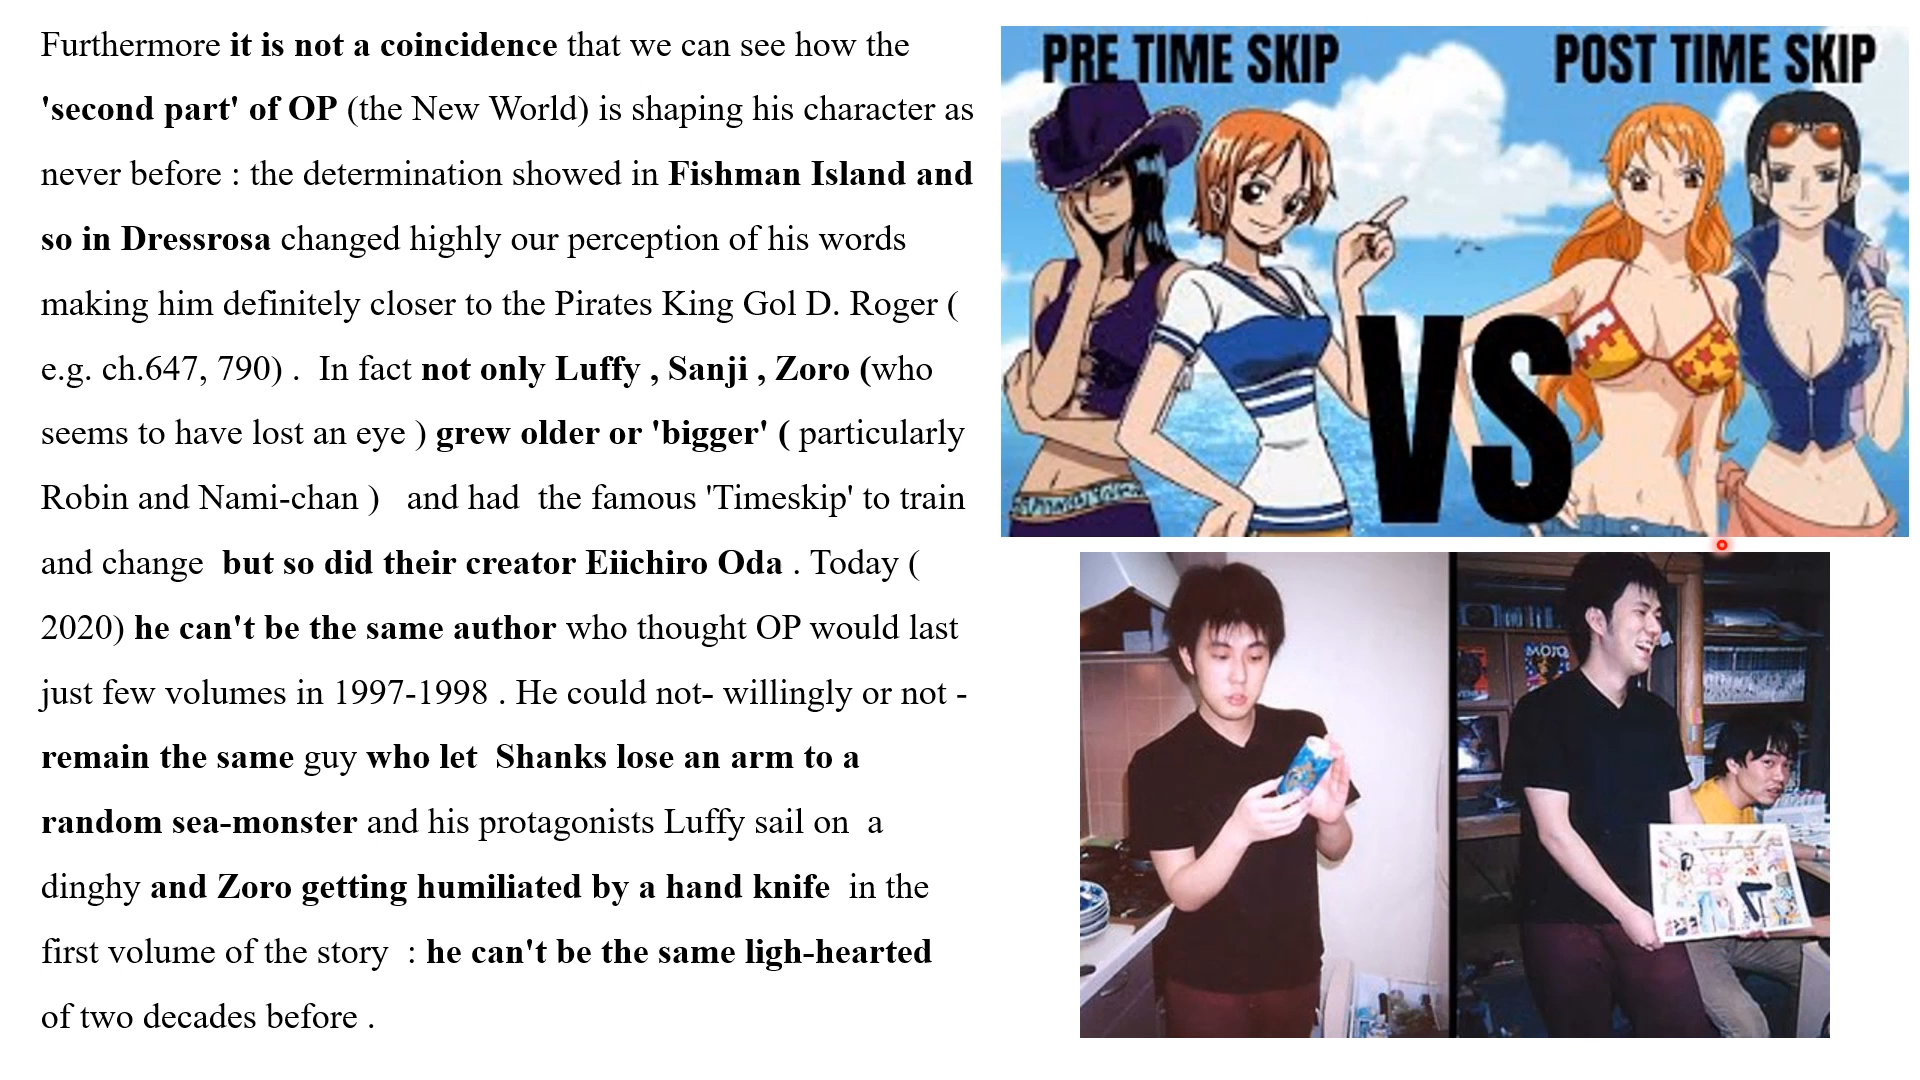 Furthermore it is not a coincidence that we can see how the
'second part' of OP (the New World) is shaping his character as
never before : the determination showed in Fishman Island and
so in Dressrosa changed highly our perception of his words
making him definitely closer to the Pirates King Gol D. Roger (
e.g. ch.647, 790) .  In fact not only Luffy , Sanji , Zoro (who
seems to have lost an eye ) grew older or 'bigger' ( particularly
Robin and Nami-chan )   and had  the famous 'Timeskip' to train
and change  but so did their creator Eiichiro Oda . Today (
2020) he can't be the same author who thought OP would last
just few volumes in 1997-1998 . He could not- willingly or not -
remain the same guy who let  Shanks lose an arm to a
random sea-monster and his protagonists Luffy sail on  a
dinghy and Zoro getting humiliated by a hand knife  in the
first volume of the story  : he can't be the same ligh-hearted
of two decades before .
PRE TIME SKIP
POST TIME SKIP
VS
MOJO